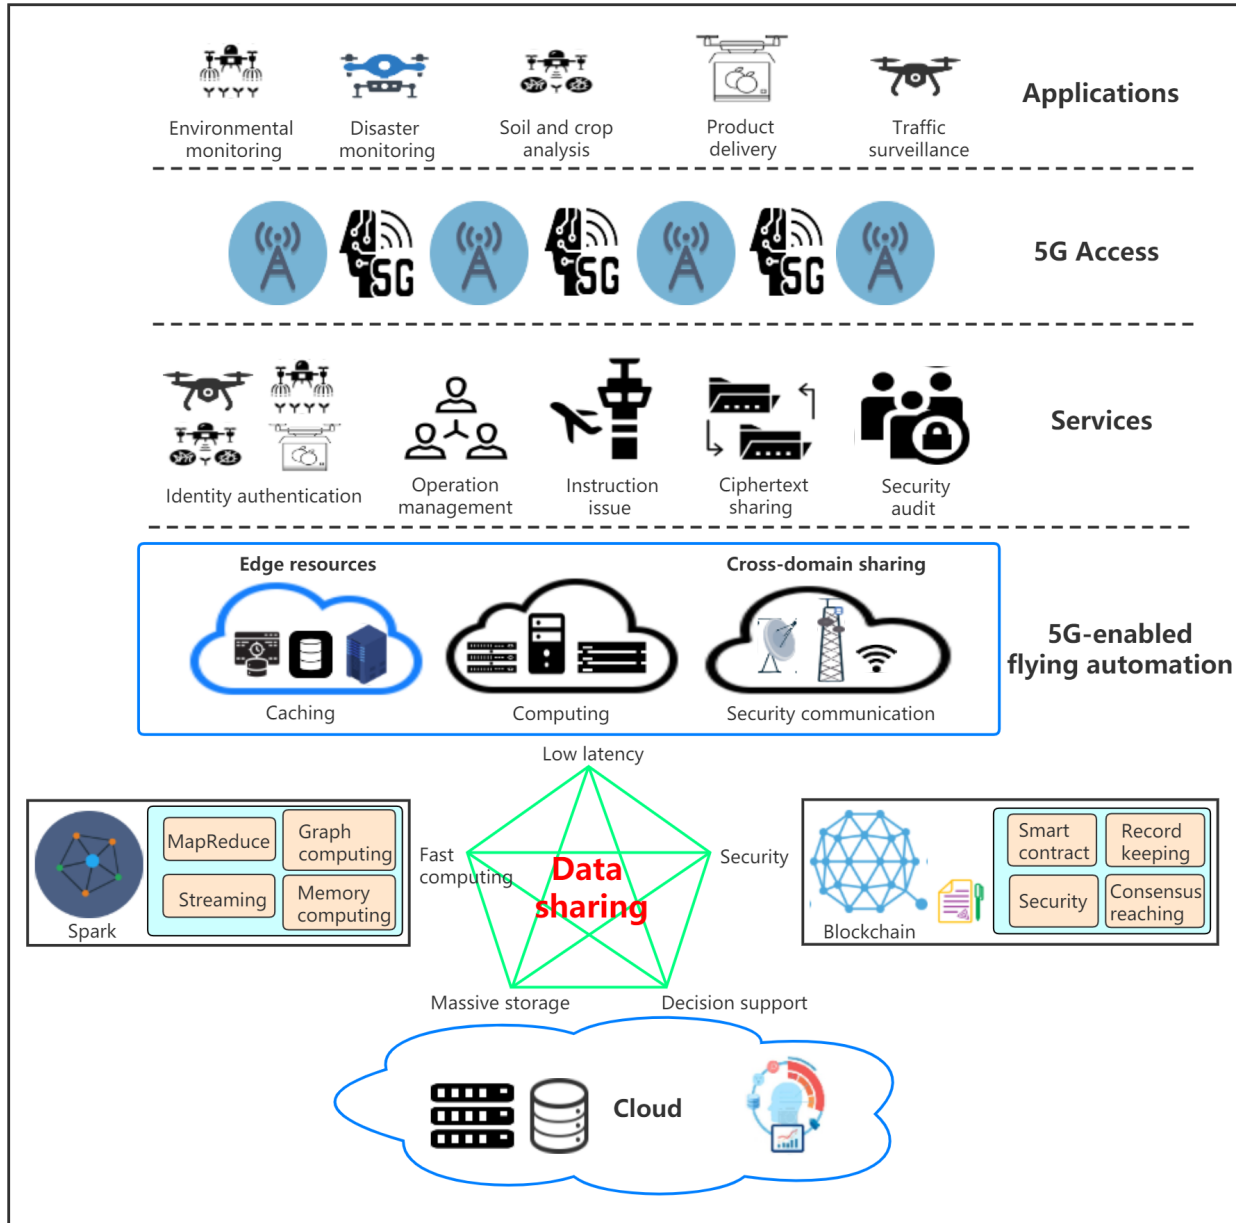 Environmental
monitoring
Disaster
monitoring
Soil and crop
analysis
Product
delivery
Traffic
surveillance
Applications
5G
5G
5G
5G Access
Services
Identity authentication
Operation
management
Instruction
issue
Ciphertext
sharing
Security
audit
Edge resources
Cross-domain sharing
Caching
Computing
Security communication
5G-enabled
flying automation
Low latency
Spark
MapReduce
Graph
computing
Streaming
Memory
computing
Fast
computing
Data
sharing
Security
Blockchain
Smart
contract
Record
keeping
Security
Consensus
reaching
Massive storage
Decision support
Cloud